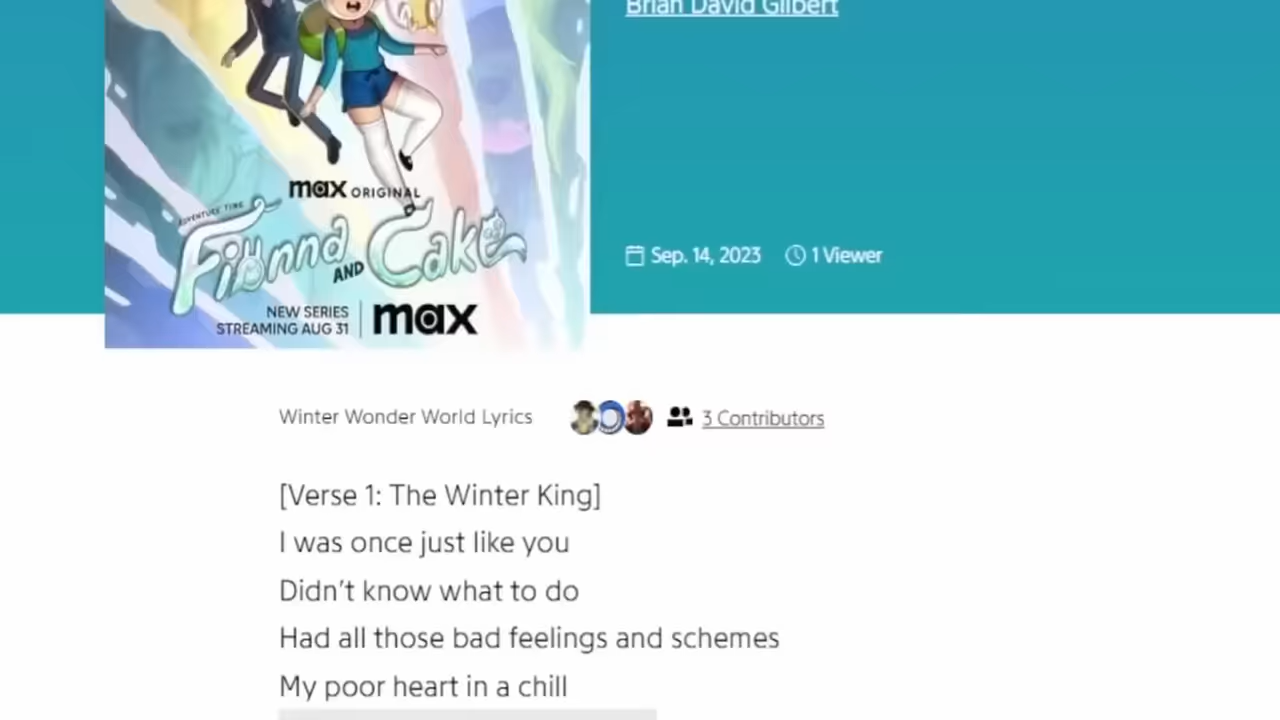 Brian David Gilbert
max ORIGINAL
ADVENTURE TIME
Fionna AND Cake
NEW SERIES
STREAMING AUG 31
max
Sep. 14, 2023 1 Viewer
Winter Wonder World Lyrics 3 Contributors
[Verse 1: The Winter King]
I was once just like you
Didn't know what to do
Had all those bad feelings and schemes
My poor heart in a chill